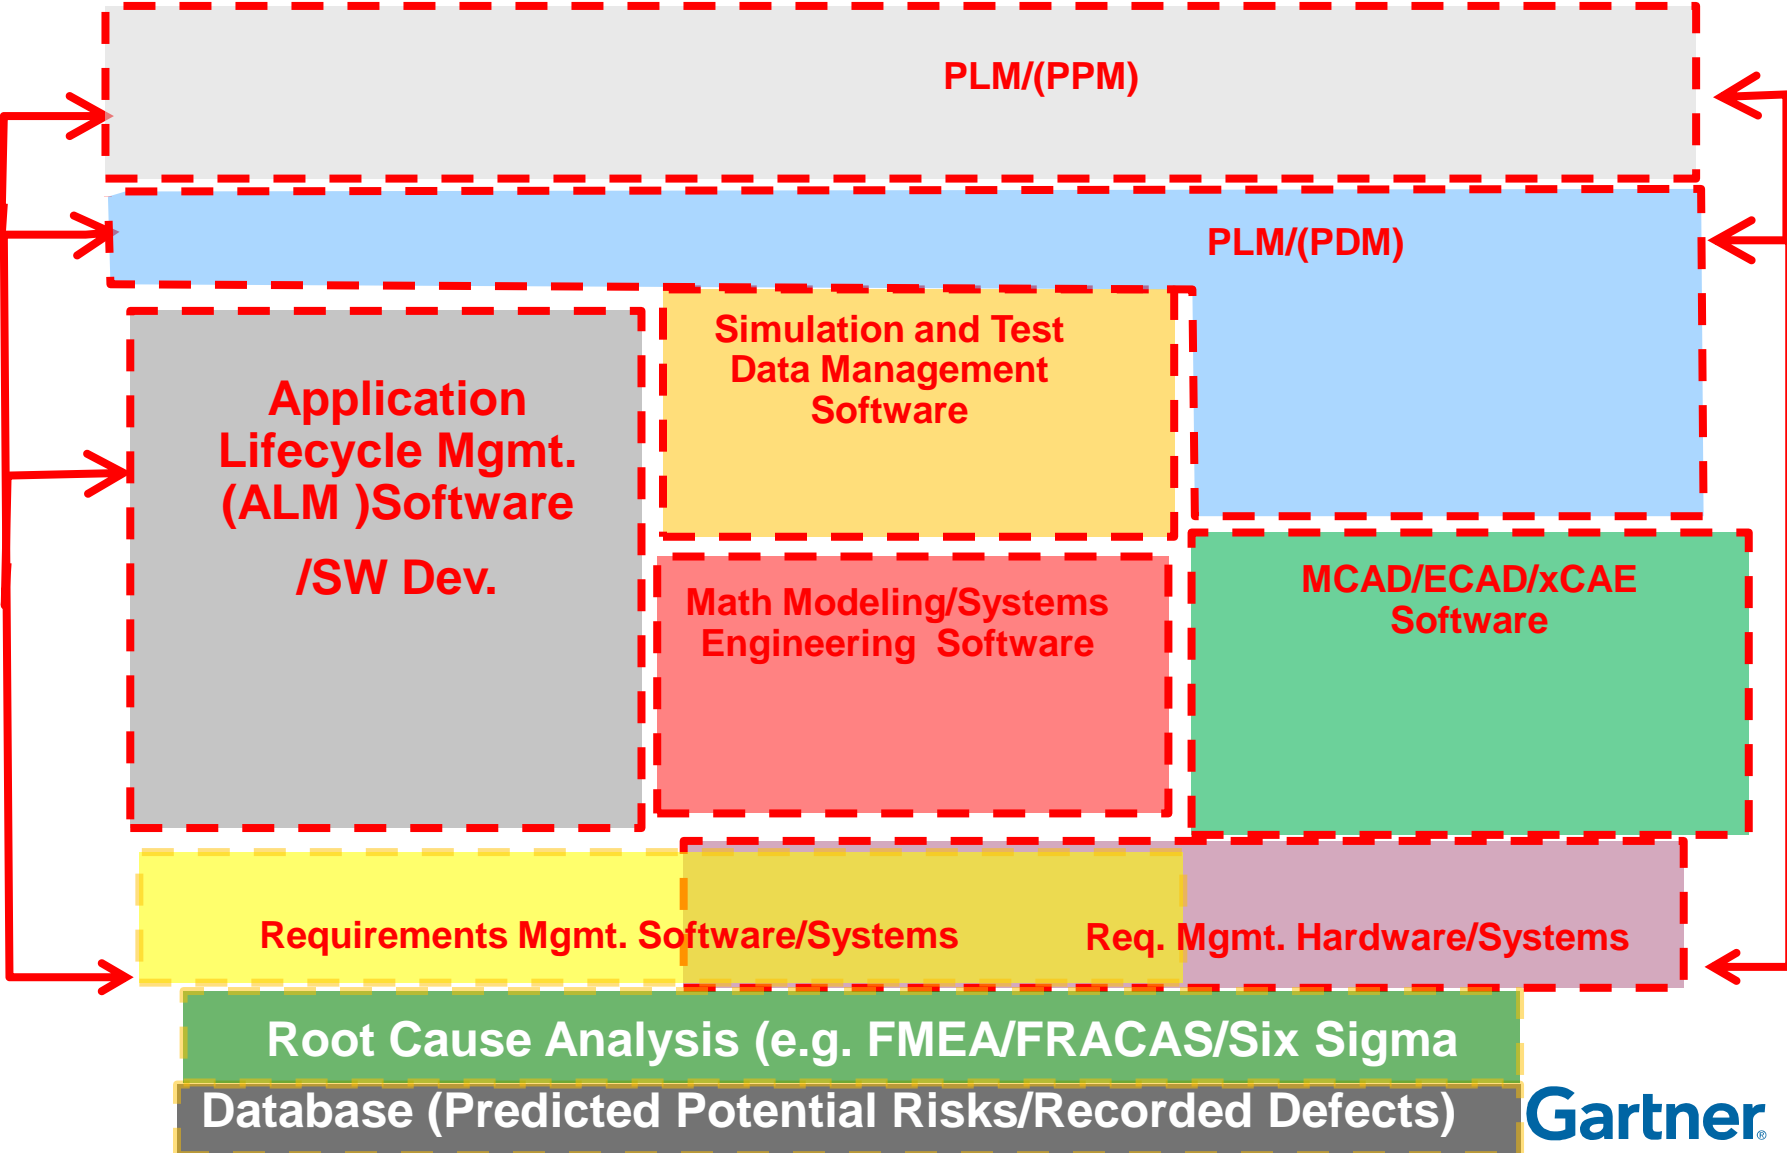 PLM/(PPM)
PLM/(PDM)
Simulation and Test
Data Management
Software
Application
Lifecycle Mgmt.
(ALM )Software
/SW Dev.
Math Modeling/Systems
Engineering  Software
MCAD/ECAD/xCAE
Software
Requirements Mgmt. Software/Systems
Req. Mgmt. Hardware/Systems
Root Cause Analysis (e.g. FMEA/FRACAS/Six Sigma
Database (Predicted Potential Risks/Recorded Defects)
Gartner®